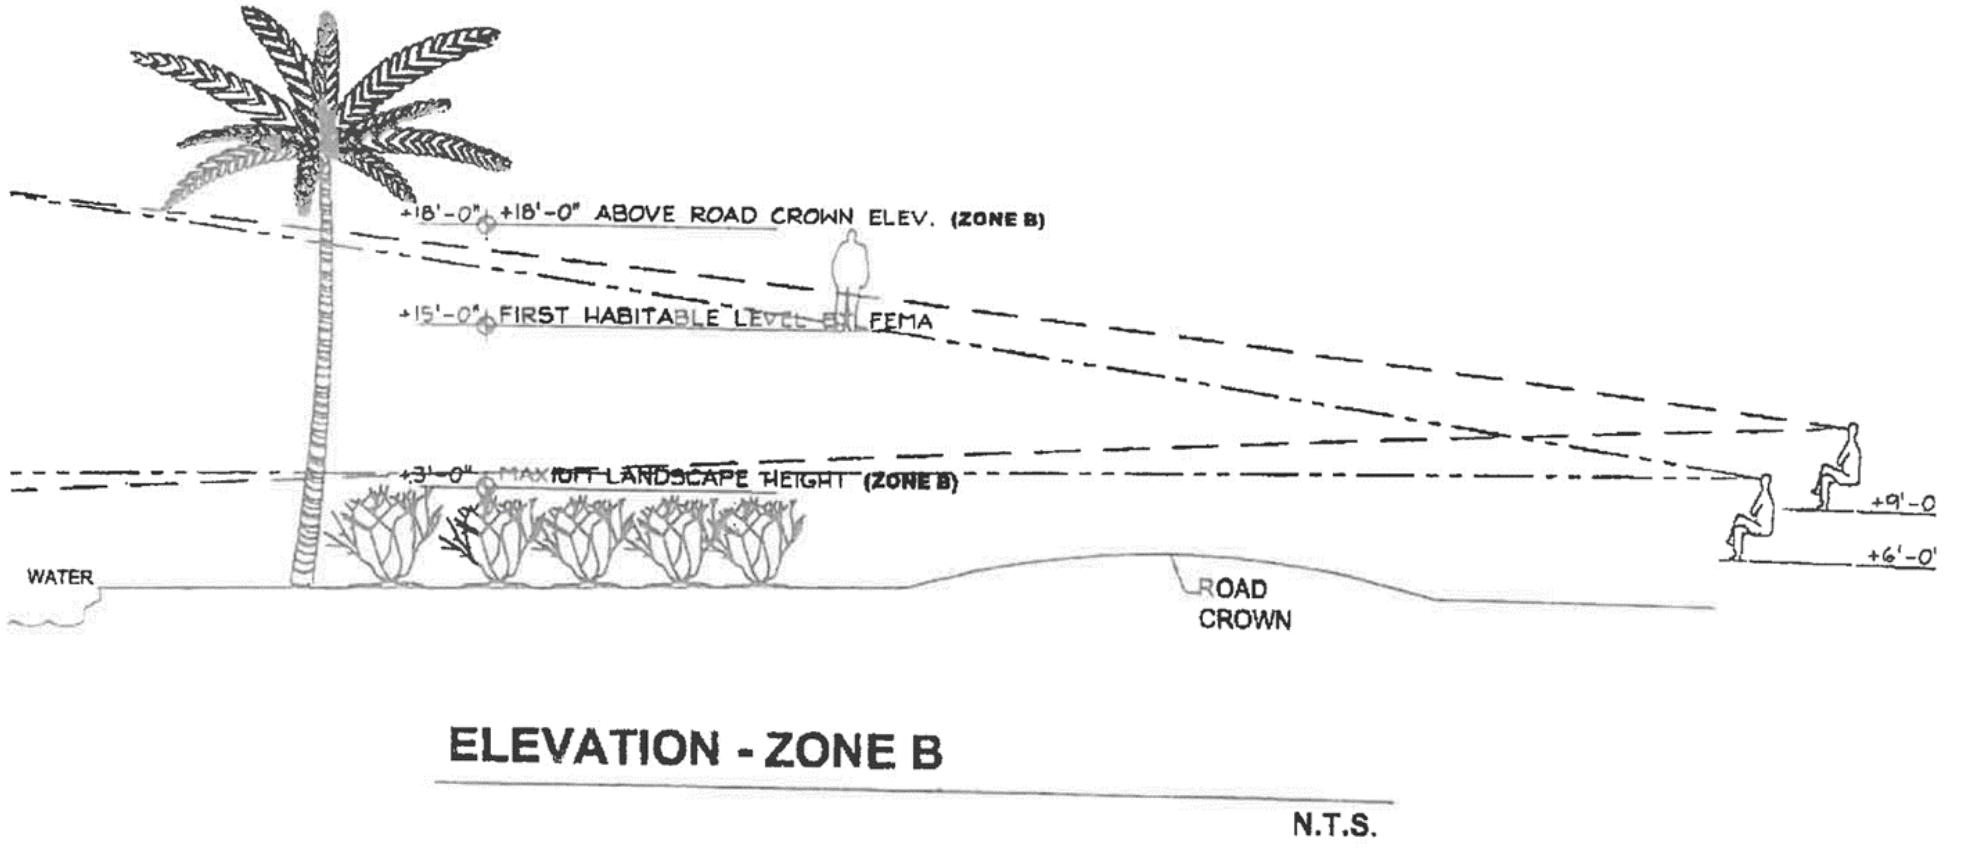 +18'-0" +18'-0" ABOVE ROAD CROWN ELEV. (ZONE B)
+15'-0" FIRST HABITABLE LEVEL FEMA
+3'-0" LANDSCAPE HEIGHT (ZONE B)
+9'-0
+6'-0'
WATER
ROAD
CROWN
ELEVATION - ZONE B
N.T.S.